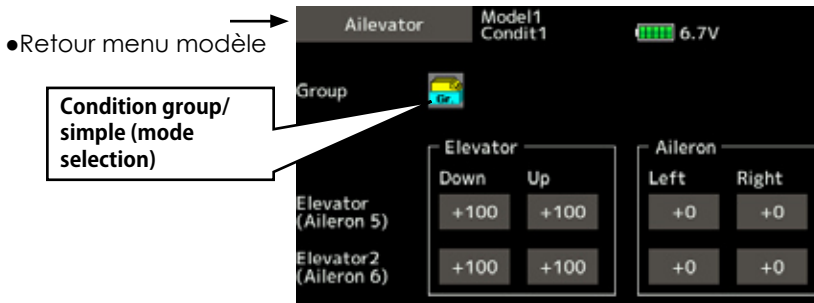 Ailevator
Model1
Condit1
6.7V
●Retour menu modèle
Group
Gr.
Condition group/
simple (mode
selection)
Elevator
Aileron
Down Up Left Right
Elevator
(Aileron 5)
+100 +100 +0 +0
Elevator2
(Aileron 6)
+100 +100 +0 +0